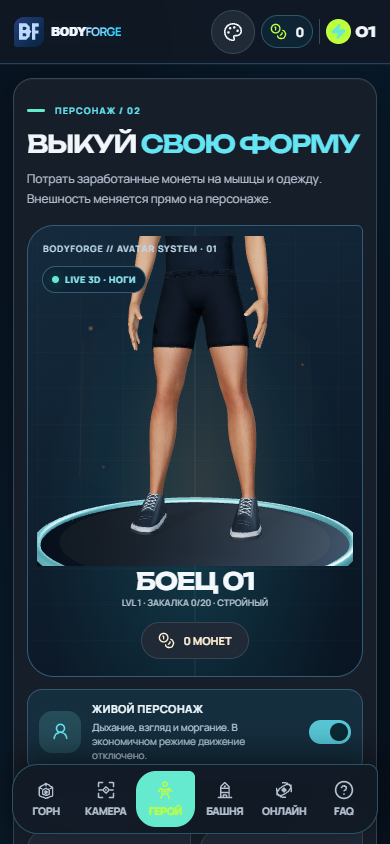 BF BODYFORGE
0
01
ПЕРСОНАЖ / 02
ВЫКУЙ СВОЮ ФОРМУ
Потрать заработанные монеты на мышцы и одежду.
Внешность меняется прямо на персонаже.
BODYFORGE // AVATAR SYSTEM · 01
LIVE 3D · НОГИ
БОЕЦ 01
LVL 1 · ЗАКАЛКА 0/20 · СТРОЙНЫЙ
0 МОНЕТ
ЖИВОЙ ПЕРСОНАЖ
Дыхание, взгляд и моргание. В
экономичном режиме движение
отключено.
ГОРН
КАМЕРА
ГЕРОЙ
БАШНЯ
ОНЛАЙН
FAQ